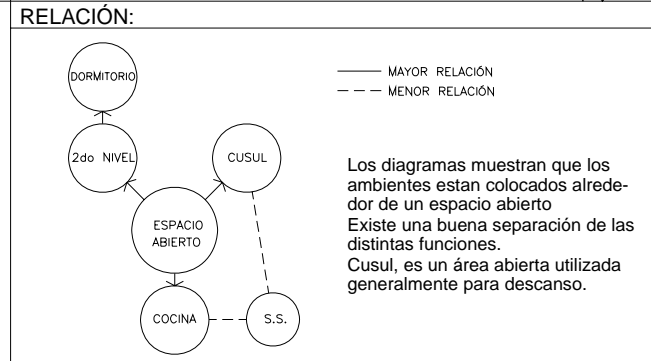 RELACIÓN:
DORMITORIO
2do NIVEL
CUSUL
ESPACIO
ABIERTO
COCINA
S.S.
MAYOR RELACIÓN
MENOR RELACIÓN
Los diagramas muestran que los
ambientes estan colocados alrede-
dor de un espacio abierto
Existe una buena separación de las
distintas funciones.
Cusul, es un área abierta utilizada
generalmente para descanso.